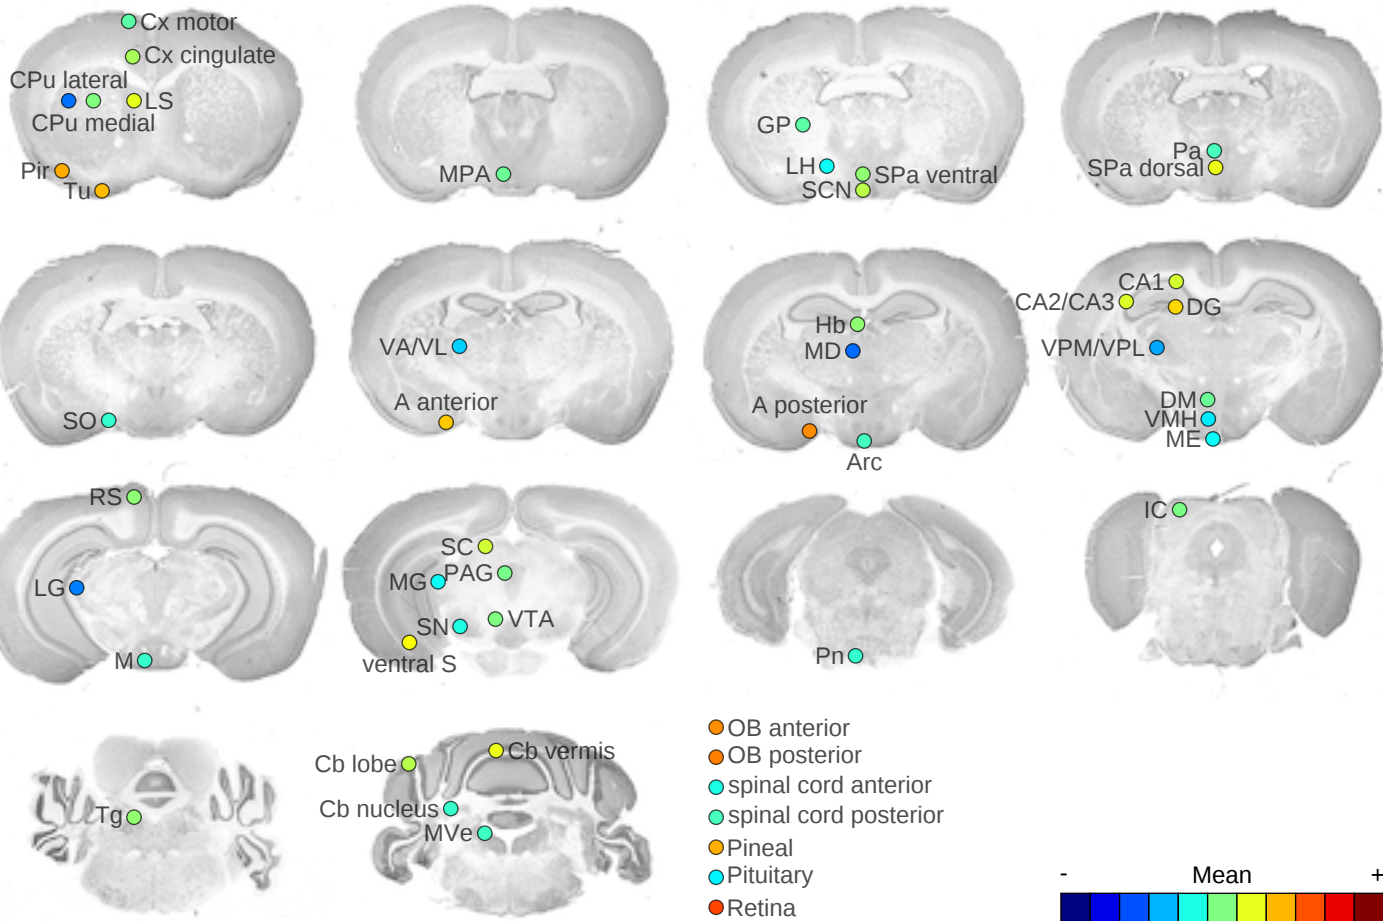 Cx motor
Cx cingulate
CPu lateral
LS
CPu medial
Pir
Tu
MPA
GP
LH
SPa ventral
SCN
Pa
SPa dorsal
SO
VA/VL
A anterior
Hb
MD
A posterior
Arc
CA1
CA2/CA3
DG
VPM/VPL
DM
VMH
ME
RS
LG
M
SC
PAG
MG
VTA
SN
ventral S
Pn
IC
Tg
Cb vermis
Cb lobe
Cb nucleus
MVe
OB anterior
OB posterior
spinal cord anterior
spinal cord posterior
Pineal
Pituitary
Retina
- Mean +